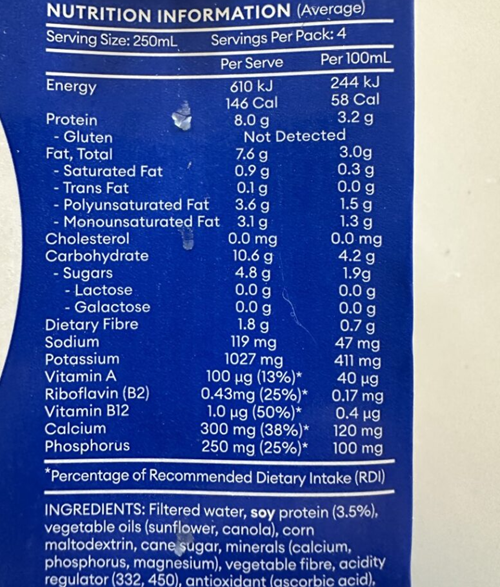 NUTRITION INFORMATION (Average)
Serving Size: 250mL Servings Per Pack: 4
Per Serve Per 100mL
Energy 610 kJ 244 kJ
146 Cal 58 Cal
Protein 8.0 g 3.2 g
- Gluten Not Detected
Fat, Total 7.6 g 3.0g
- Saturated Fat 0.9 g 0.3 g
- Trans Fat 0.1 g 0.0 g
- Polyunsaturated Fat 3.6 g 1.5 g
- Monounsaturated Fat 3.1 g 1.3 g
Cholesterol 0.0 mg 0.0 mg
Carbohydrate 10.6 g 4.2 g
- Sugars 4.8 g 1.9g
- Lactose 0.0 g 0.0 g
- Galactose 0.0 g 0.0 g
Dietary Fibre 1.8 g 0.7 g
Sodium 119 mg 47 mg
Potassium 1027 mg 411 mg
Vitamin A 100 µg (13%)* 40 µg
Riboflavin (B2) 0.43mg (25%)* 0.17 mg
Vitamin B12 1.0 µg (50%)* 0.4 µg
Calcium 300 mg (38%)* 120 mg
Phosphorus 250 mg (25%)* 100 mg
*Percentage of Recommended Dietary Intake (RDI)
INGREDIENTS: Filtered water, soy protein (3.5%),
vegetable oils (sunflower, canola), corn
maltodextrin, cane sugar, minerals (calcium,
phosphorus, magnesium), vegetable fibre, acidity
regulator (332, 450), antioxidant (ascorbic acid),